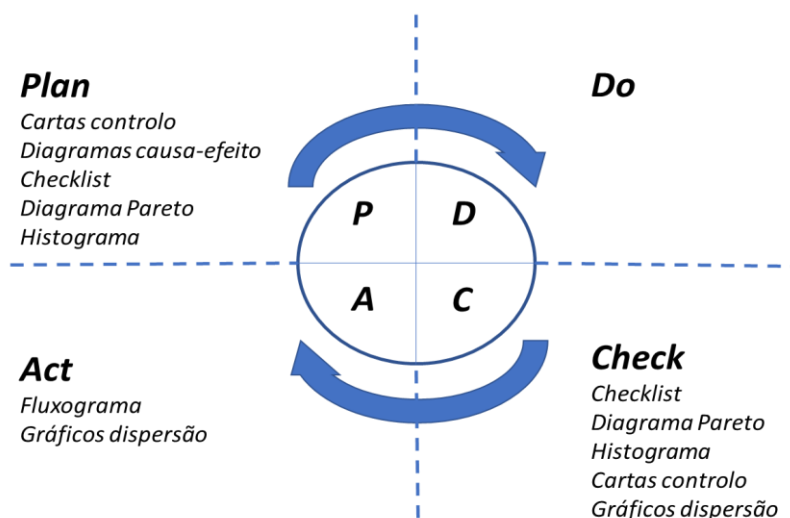 Plan
Cartas controlo
Diagramas causa-efeito
Checklist
Diagrama Pareto
Histograma
Do
P
D
A
C
Act
Fluxograma
Gráficos dispersão
Check
Checklist
Diagrama Pareto
Histograma
Cartas controlo
Gráficos dispersão